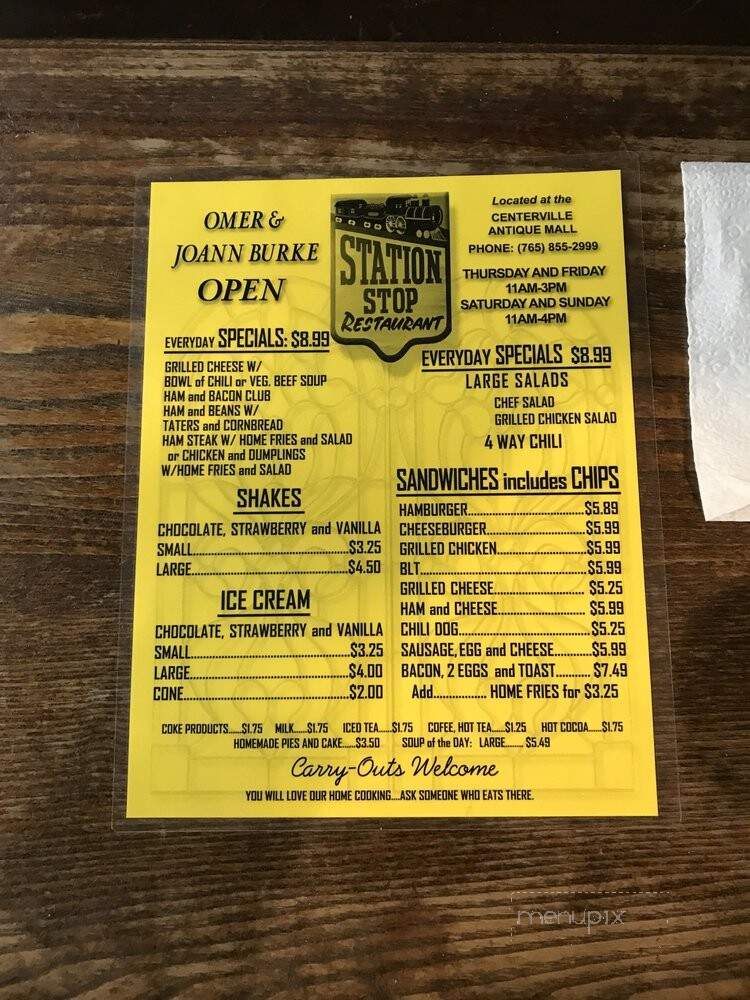 OMER &
JOANN BURKE
OPEN
STATION
STOP
RESTAURANT
Located at the
CENTERVILLE
ANTIQUE MALL
PHONE: (765) 855-2999
THURSDAY AND FRIDAY
11AM-3PM
SATURDAY AND SUNDAY
11AM-4PM
EVERYDAY SPECIALS: $8.99
GRILLED CHEESE W/
BOWL of CHILI or VEG. BEEF SOUP
HAM and BACON CLUB
HAM and BEANS W/
TATERS and CORNBREAD
HAM STEAK W/ HOME FRIES and SALAD
or CHICKEN and DUMPLINGS
W/HOME FRIES and SALAD
SHAKES
CHOCOLATE, STRAWBERRY and VANILLA
SMALL......................................$3.25
LARGE......................................$4.50
ICE CREAM
CHOCOLATE, STRAWBERRY and VANILLA
SMALL......................................$3.25
LARGE......................................$4.00
CONE........................................$2.00
EVERYDAY SPECIALS $8.99
LARGE SALADS
CHEF SALAD
GRILLED CHICKEN SALAD
4 WAY CHILI
SANDWICHES includes CHIPS
HAMBURGER............................$5.89
CHEESEBURGER........................$5.99
GRILLED CHICKEN......................$5.99
BLT..........................................$5.99
GRILLED CHEESE...................... $5.25
HAM and CHEESE..................... $5.99
CHILI DOG................................$5.25
SAUSAGE, EGG and CHEESE.........$5.99
BACON, 2 EGGS and TOAST........... $7.49
Add................ HOME FRIES for $3.25
COKE PRODUCTS......$1.75 MILK......$1.75 ICED TEA.....$1.75 COFEE, HOT TEA.....$1.25 HOT COCOA.....$1.75
HOMEMADE PIES AND CAKE......$3.50 SOUP of the DAY: LARGE........ $5.49
Carry-Outs Welcome
YOU WILL LOVE OUR HOME COOKING....ASK SOMEONE WHO EATS THERE.
menupix